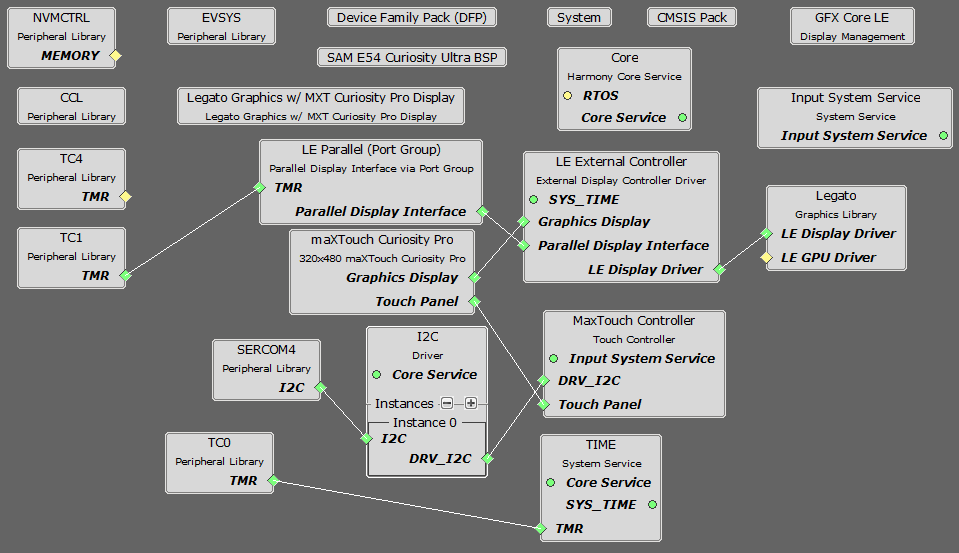 NVMCTRL
Peripheral Library
MEMORY
EVSYS
Peripheral Library
Device Family Pack (DFP)
System
CMSIS Pack
GFX Core LE
Display Management
SAM E54 Curiosity Ultra BSP
Core
Harmony Core Service
RTOS
Core Service
CCL
Peripheral Library
Legato Graphics w/ MXT Curiosity Pro Display
Legato Graphics w/ MXT Curiosity Pro Display
Input System Service
System Service
Input System Service
TC4
Peripheral Library
TMR
LE Parallel (Port Group)
Parallel Display Interface via Port Group
TMR
Parallel Display Interface
LE External Controller
External Display Controller Driver
SYS_TIME
Graphics Display
Parallel Display Interface
LE Display Driver
Legato
Graphics Library
LE Display Driver
LE GPU Driver
TC1
Peripheral Library
TMR
maXTouch Curiosity Pro
320x480 maXTouch Curiosity Pro
Graphics Display
Touch Panel
MaxTouch Controller
Touch Controller
Input System Service
DRV_I2C
Touch Panel
SERCOM4
Peripheral Library
I2C
I2C
Driver
Core Service
Instances
Instance 0
I2C
DRV_I2C
TC0
Peripheral Library
TMR
TIME
System Service
Core Service
SYS_TIME
TMR